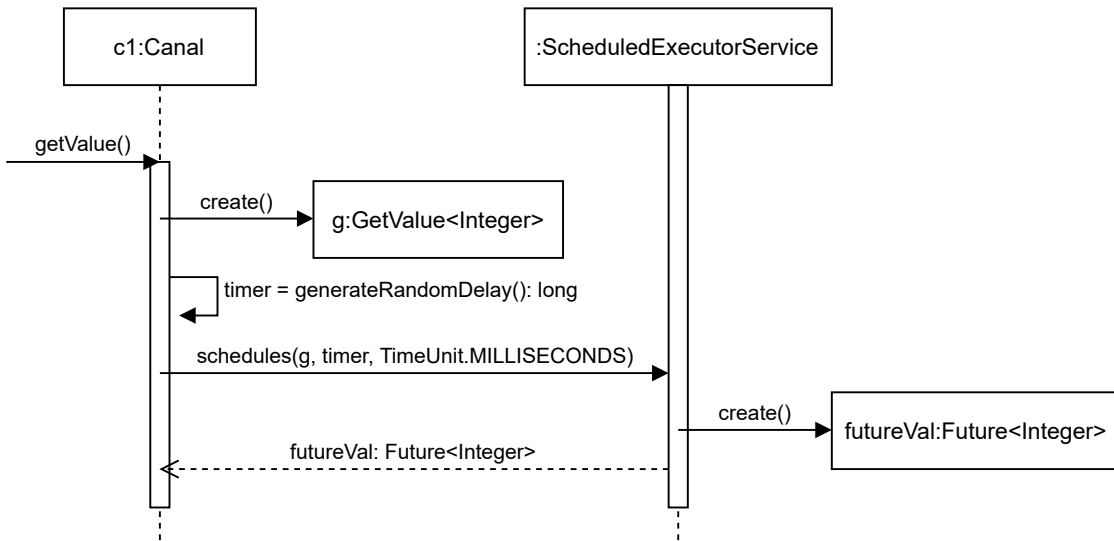 c1:Canal
:ScheduledExecutorService
getValue()
create()
g:GetValue<Integer>
timer = generateRandomDelay(): long
schedules(g, timer, TimeUnit.MILLISECONDS)
create()
futureVal:Future<Integer>
futureVal: Future<Integer>